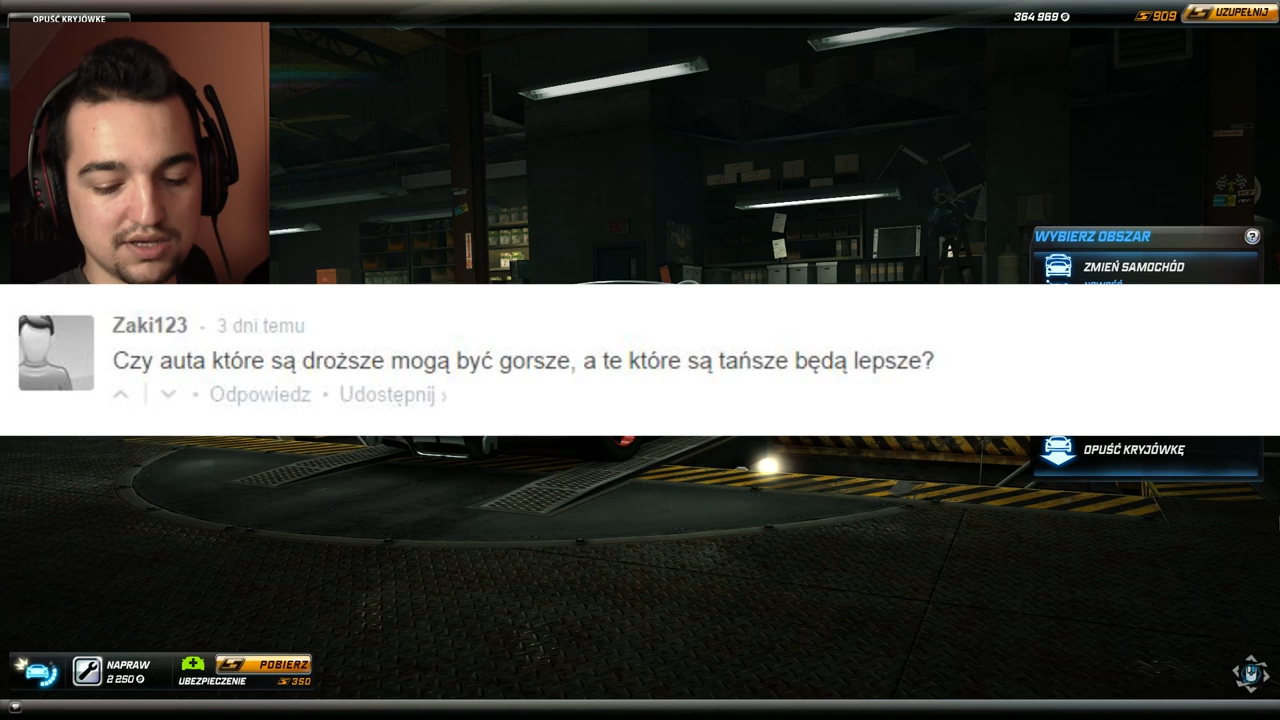 OPUŚĆ KRYJÓWKE
364 969
909
UZUPEŁNIJ
WYBIERZ OBSZAR
ZMIEŃ SAMOCHÓD
Zaki123 · 3 dni temu
Czy auta które są droższe mogą być gorsze, a te które są tańsze będą lepsze?
• Odpowiedz • Udostępnij ›
OPUŚĆ KRYJÓWKĘ
NAPRAW
2 250
POBIERZ
UBEZPIECZENIE
350